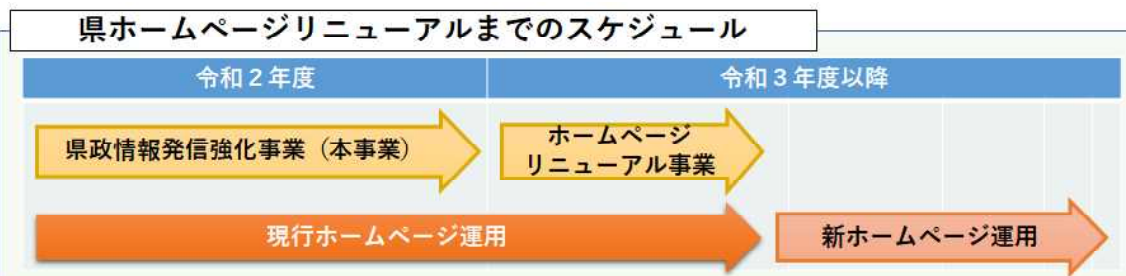 県ホームページリニューアルまでのスケジュール
令和２年度
令和３年度以降
県政情報発信強化事業（本事業）
ホームページ
リニューアル事業
現行ホームページ運用
新ホームページ運用